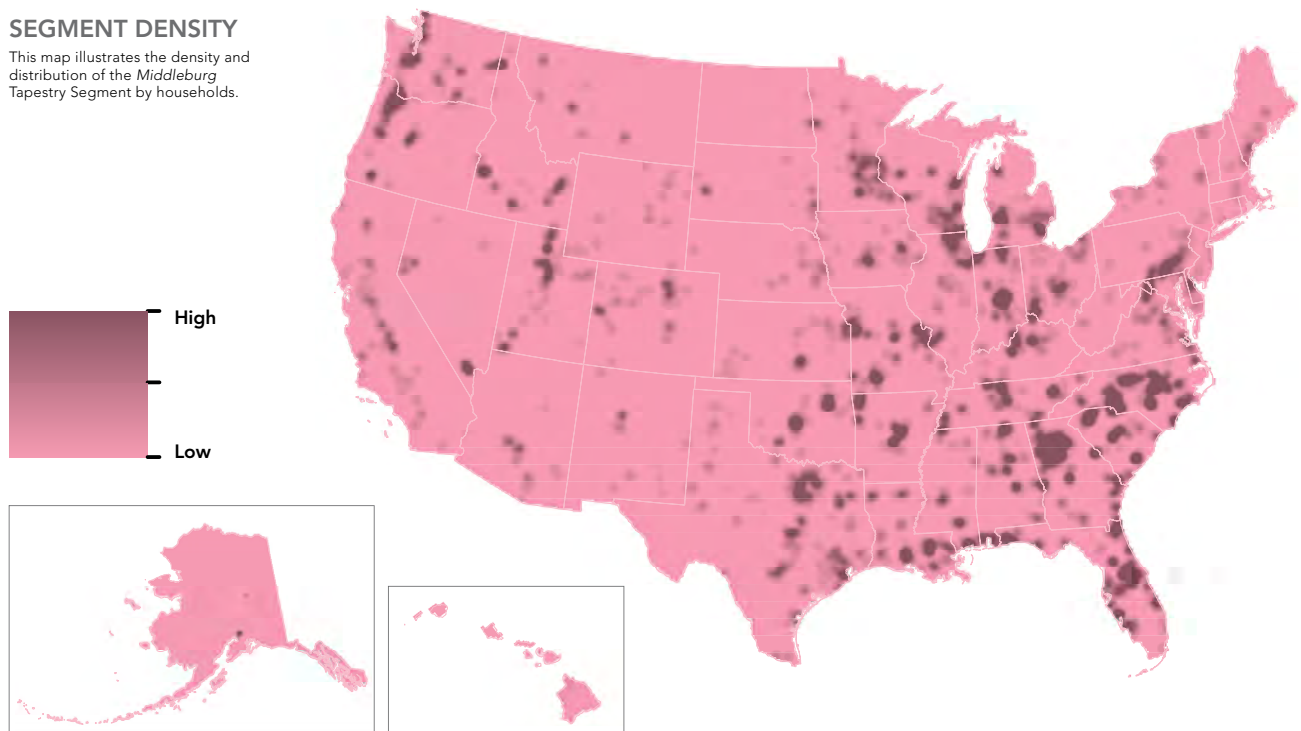 SEGMENT DENSITY
This map illustrates the density and
distribution of the Middleburg
Tapestry Segment by households.
High
Low